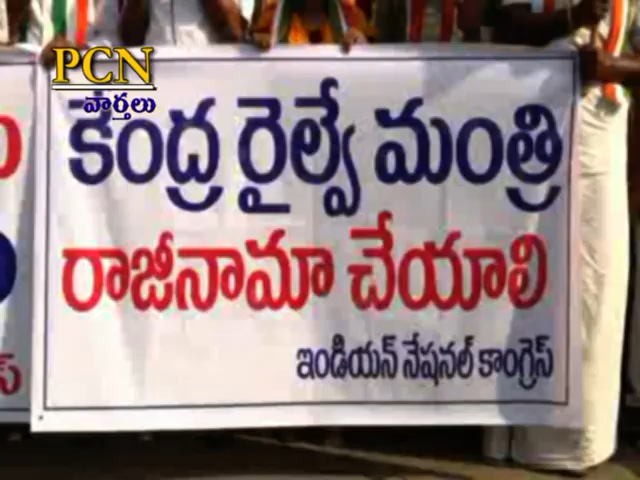 PCN
వార్తలు
కేంద్ర రైల్వే మంత్రి
రాజీనామా చేయాలి
ఇండియన్ నేషనల్ కాంగ్రెస్